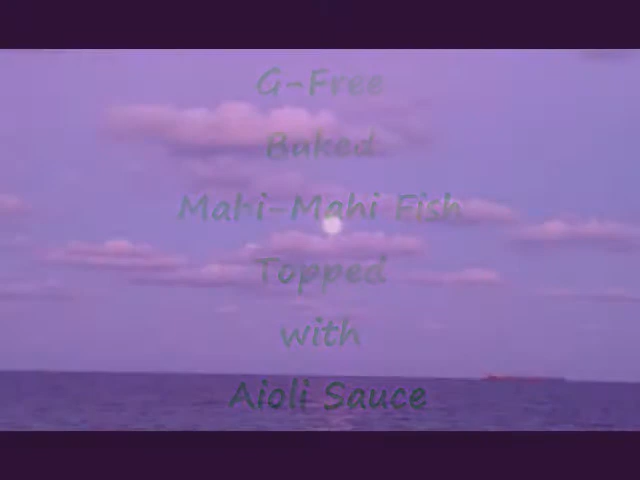 G-Free
Baked
Mahi-Mahi Fish
Topped
with
Aioli Sauce